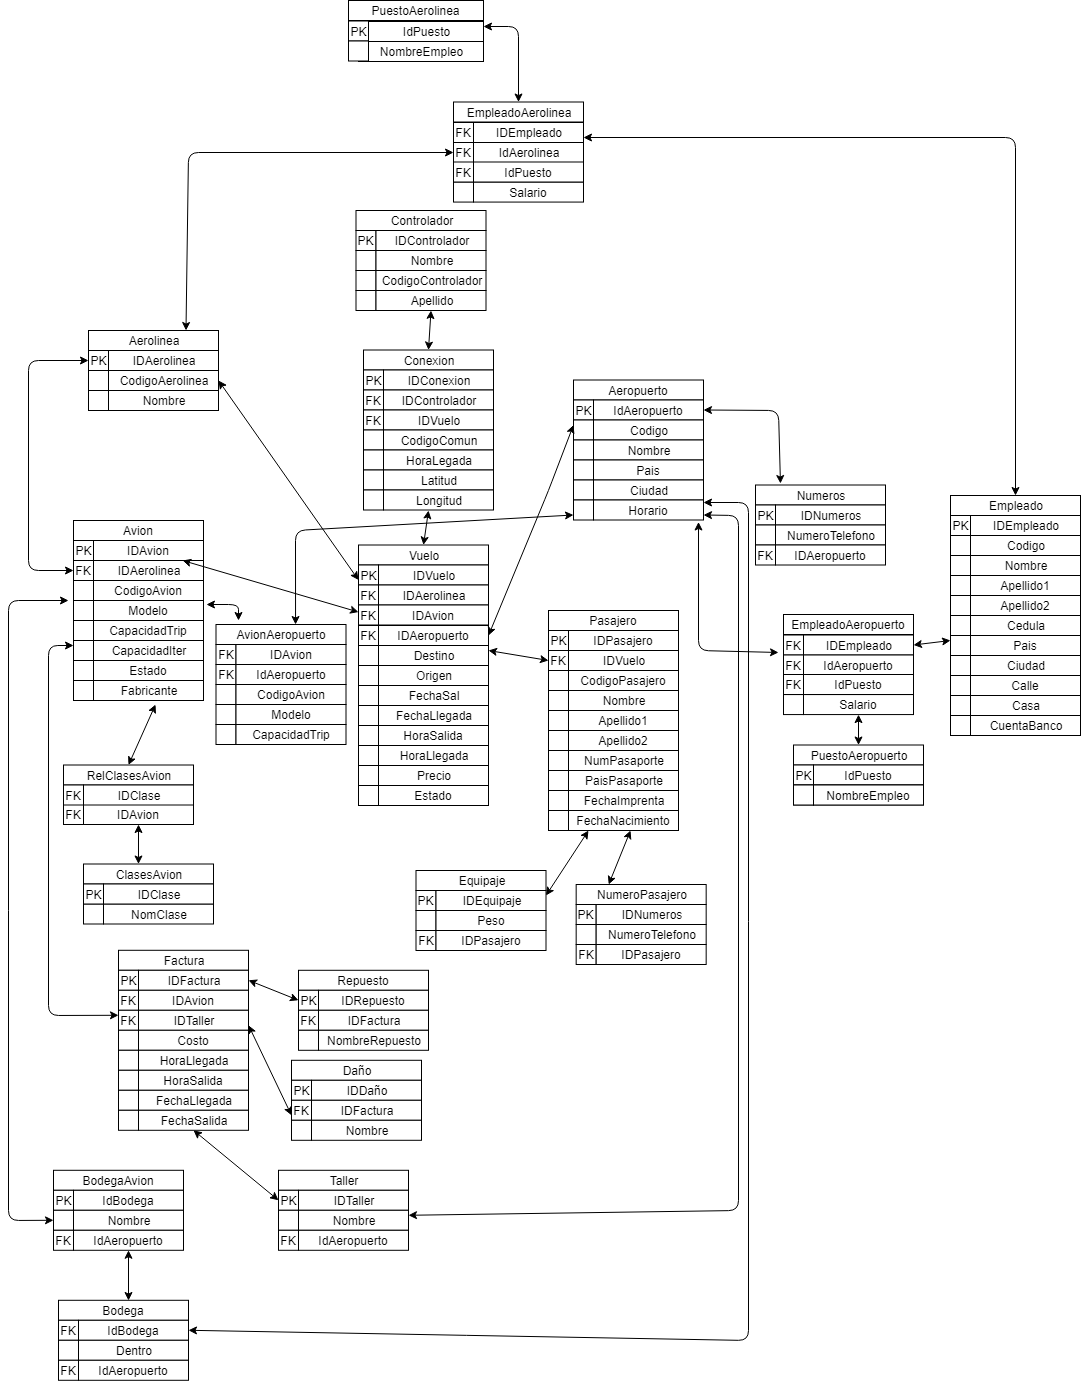 PuestoAerolinea
PK IdPuesto
NombreEmpleo
EmpleadoAerolinea
FK IDEmpleado
FK IdAerolinea
FK IdPuesto
Salario
Controlador
PK IDControlador
Nombre
CodigoControlador
Apellido
Aerolinea
PK IDAerolinea
CodigoAerolinea
Nombre
Conexion
PK IDConexion
FK IDControlador
FK IDVuelo
CodigoComun
HoraLegada
Latitud
Longitud
Aeropuerto
PK IdAeropuerto
Codigo
Nombre
Pais
Ciudad
Horario
Numeros
PK IDNumeros
NumeroTelefono
FK IDAeropuerto
Empleado
PK IDEmpleado
Codigo
Nombre
Apellido1
Apellido2
Cedula
Pais
Ciudad
Calle
Casa
CuentaBanco
Avion
PK IDAvion
FK IDAerolinea
CodigoAvion
Modelo
CapacidadTrip
CapacidadIter
Estado
Fabricante
AvionAeropuerto
FK IDAvion
FK IdAeropuerto
CodigoAvion
Modelo
CapacidadTrip
Vuelo
PK IDVuelo
FK IDAerolinea
FK IDAvion
FK IDAeropuerto
Destino
Origen
FechaSal
FechaLlegada
HoraSalida
HoraLlegada
Precio
Estado
Pasajero
PK IDPasajero
FK IDVuelo
CodigoPasajero
Nombre
Apellido1
Apellido2
NumPasaporte
PaisPasaporte
FechaImprenta
FechaNacimiento
EmpleadoAeropuerto
FK IDEmpleado
FK IdAeropuerto
FK IdPuesto
Salario
PuestoAeropuerto
PK IdPuesto
NombreEmpleo
RelClasesAvion
FK IDClase
FK IDAvion
ClasesAvion
PK IDClase
NomClase
Equipaje
PK IDEquipaje
Peso
FK IDPasajero
NumeroPasajero
PK IDNumeros
NumeroTelefono
FK IDPasajero
Factura
PK IDFactura
FK IDAvion
FK IDTaller
Costo
HoraLlegada
HoraSalida
FechaLlegada
FechaSalida
Repuesto
PK IDRepuesto
FK IDFactura
NombreRepuesto
Daño
PK IDDaño
FK IDFactura
Nombre
BodegaAvion
PK IdBodega
Nombre
FK IdAeropuerto
Taller
PK IDTaller
Nombre
FK IdAeropuerto
Bodega
FK IdBodega
Dentro
FK IdAeropuerto